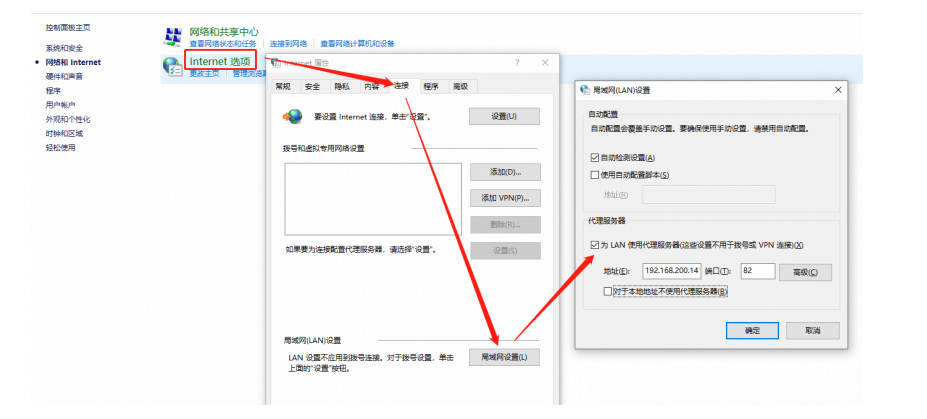 控制面板主页
系统和安全
网络和 Internet
硬件和声音
程序
用户帐户
外观和个性化
时钟和区域
轻松使用
网络和共享中心
查看网络状态和任务 连接到网络 查看网络计算机和设备
Internet 选项
更改主页 管理浏览器
Internet 属性 ? ×
常规 安全 隐私 内容 连接 程序 高级
要设置 Internet 连接，单击“设置”。 设置(U)
拨号和虚拟专用网络设置
添加(D)...
添加 VPN(P)...
删除(R)...
如果要为连接配置代理服务器，请选择“设置”。 设置(S)
局域网(LAN)设置
LAN 设置不应用到拨号连接。对于拨号设置，单击上面的“设置”按钮。 局域网设置(L)
局域网(LAN)设置 ×
自动配置
自动配置会覆盖手动设置。要确保使用手动设置，请禁用自动配置。
自动检测设置(A)
使用自动配置脚本(S)
地址(R)
代理服务器
为 LAN 使用代理服务器(这些设置不用于拨号或 VPN 连接)(X)
地址(E): 192.168.200.14 端口(T): 82 高级(C)
对于本地地址不使用代理服务器(B)
确定 取消